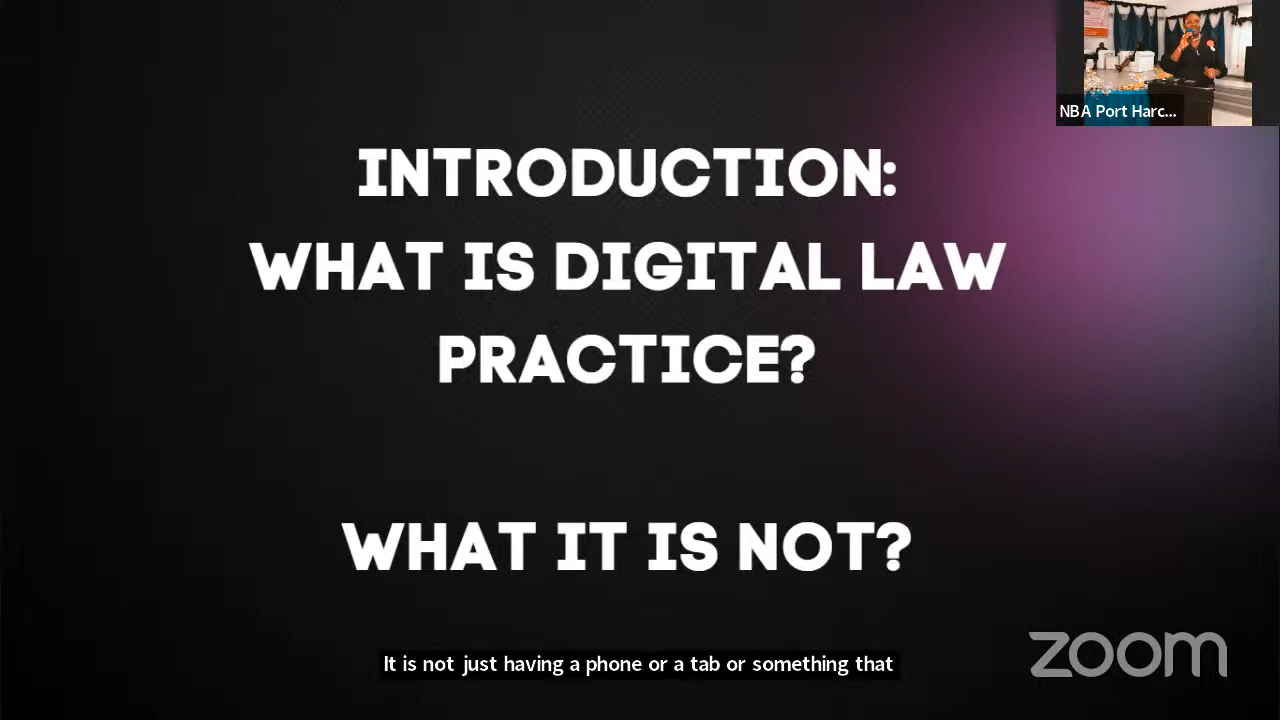 NBA Port Harc...
INTRODUCTION:
WHAT IS DIGITAL LAW
PRACTICE?
WHAT IT IS NOT?
It is not just having a phone or a tab or something that
zoom